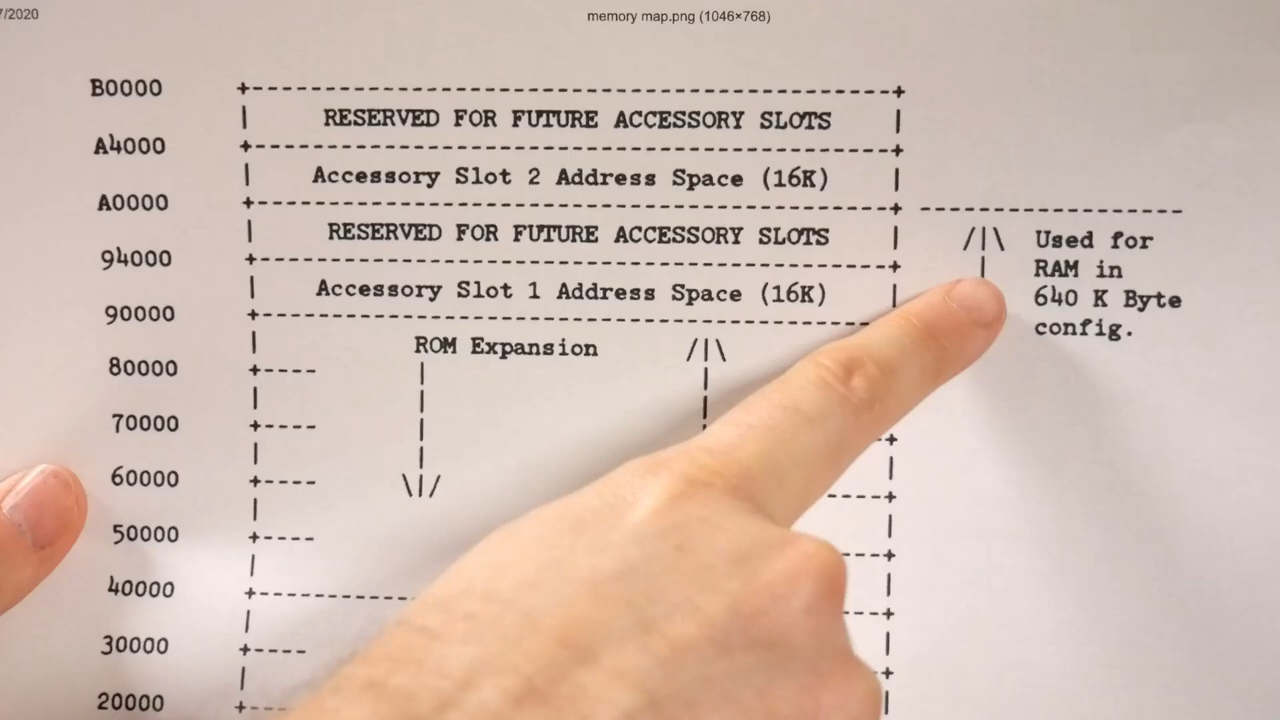 7/2020
memory map.png (1046×768)
B0000
RESERVED FOR FUTURE ACCESSORY SLOTS
A4000
Accessory Slot 2 Address Space (16K)
A0000
RESERVED FOR FUTURE ACCESSORY SLOTS
Used for
94000
RAM in
Accessory Slot 1 Address Space (16K)
640 K Byte
90000
config.
ROM Expansion
80000
70000
60000
50000
40000
30000
20000